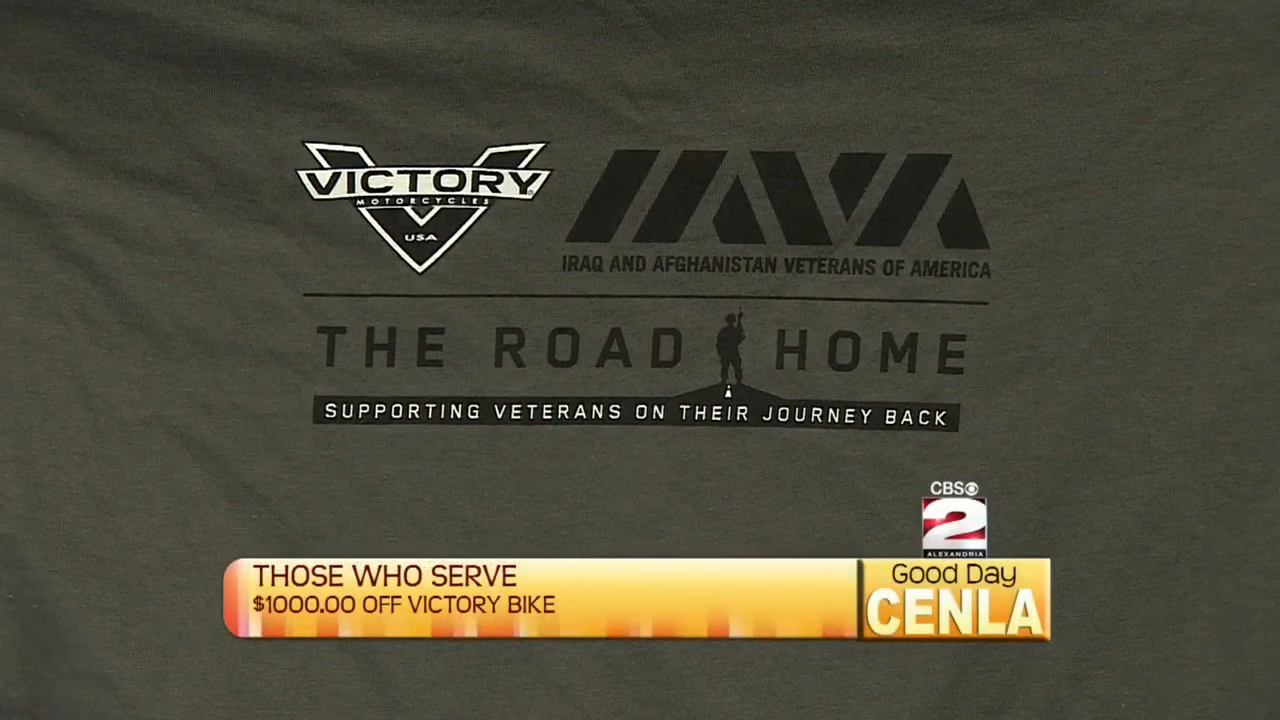 VICTORY
MOTORCYCLES
USA
IAVA
IRAQ AND AFGHANISTAN VETERANS OF AMERICA
THE ROAD HOME
SUPPORTING VETERANS ON THEIR JOURNEY BACK
CBS
2
ALEXANDRIA
THOSE WHO SERVE
$1000.00 OFF VICTORY BIKE
Good Day
CENLA